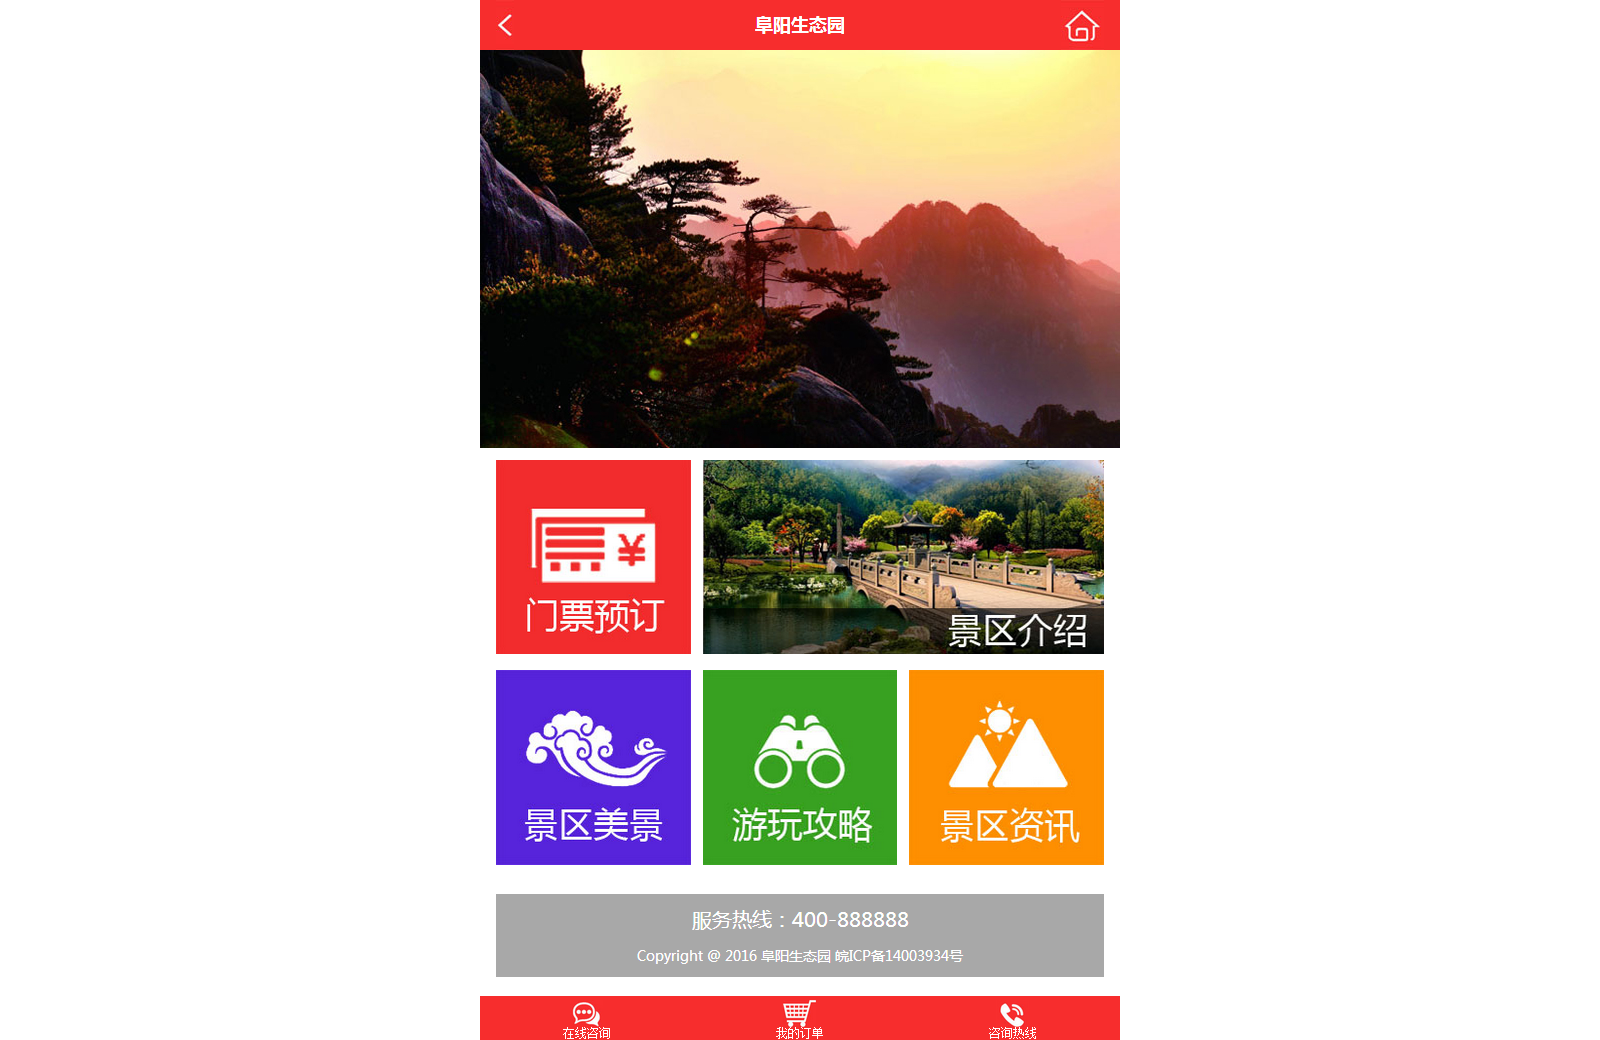 阜阳生态园
门票预订
景区介绍
景区美景
游玩攻略
景区资讯
服务热线：400-888888
Copyright @ 2016 阜阳生态园 皖ICP备14003934号
在线咨询
我的订单
咨询热线